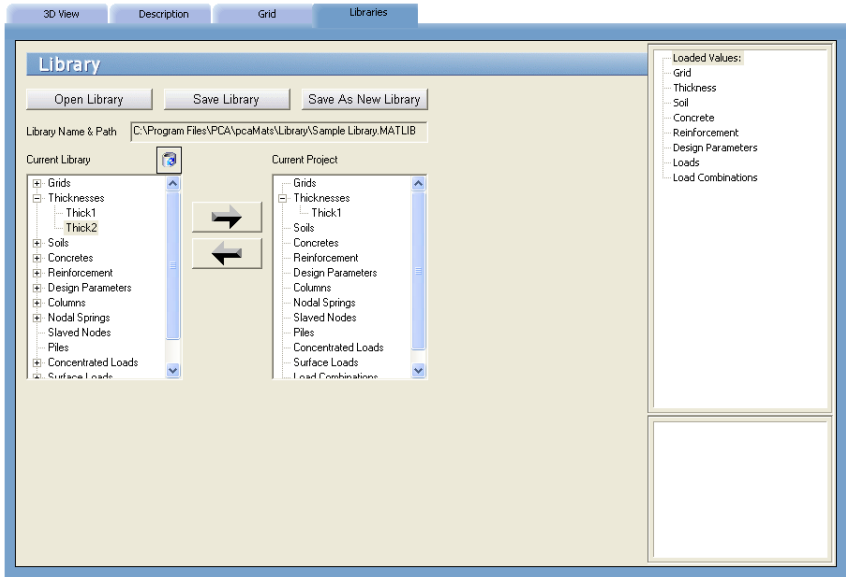 3D View
Description
Grid
Libraries
Library
Open Library
Save Library
Save As New Library
Library Name & Path
C:\Program Files\PCA\pcaMats\Library\Sample Library.MATLIB
Current Library
Grids
Thicknesses
Thick1
Thick2
Soils
Concretes
Reinforcement
Design Parameters
Columns
Nodal Springs
Slaved Nodes
Piles
Concentrated Loads
Surface Loads
Current Project
Grids
Thicknesses
Thick1
Soils
Concretes
Reinforcement
Design Parameters
Columns
Nodal Springs
Slaved Nodes
Piles
Concentrated Loads
Surface Loads
Load Combinations
Loaded Values:
Grid
Thickness
Soil
Concrete
Reinforcement
Design Parameters
Loads
Load Combinations